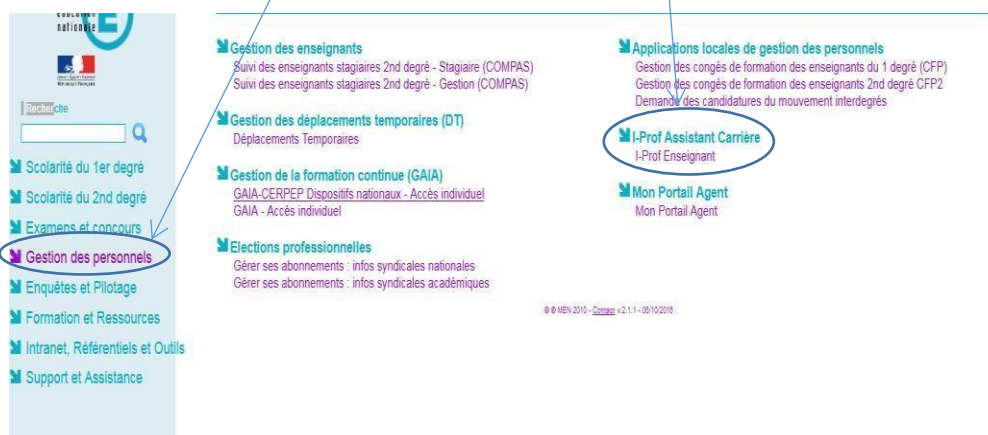 éducation
nationale
Liberté • Égalité • Fraternité
RÉPUBLIQUE FRANÇAISE
Recherche
Scolarité du 1er degré
Scolarité du 2nd degré
Examens et concours
Gestion des personnels
Enquêtes et Pilotage
Formation et Ressources
Intranet, Référentiels et Outils
Support et Assistance
Gestion des enseignants
Suivi des enseignants stagiaires 2nd degré - Stagiaire (COMPAS)
Suivi des enseignants stagiaires 2nd degré - Gestion (COMPAS)
Gestion des déplacements temporaires (DT)
Déplacements Temporaires
Gestion de la formation continue (GAIA)
GAIA-CERPEP Dispositifs nationaux - Accès individuel
GAIA - Accès individuel
Elections professionnelles
Gérer ses abonnements : infos syndicales nationales
Gérer ses abonnements : infos syndicales académiques
Applications locales de gestion des personnels
Gestion des congés de formation des enseignants du 1 degré (CFP)
Gestion des congés de formation des enseignants 2nd degré CFP2
Demande des candidatures du mouvement interdegrés
I-Prof Assistant Carrière
I-Prof Enseignant
Mon Portail Agent
Mon Portail Agent
© © MEN 2010 - Contact v.2.1.1 - 06/10/2016